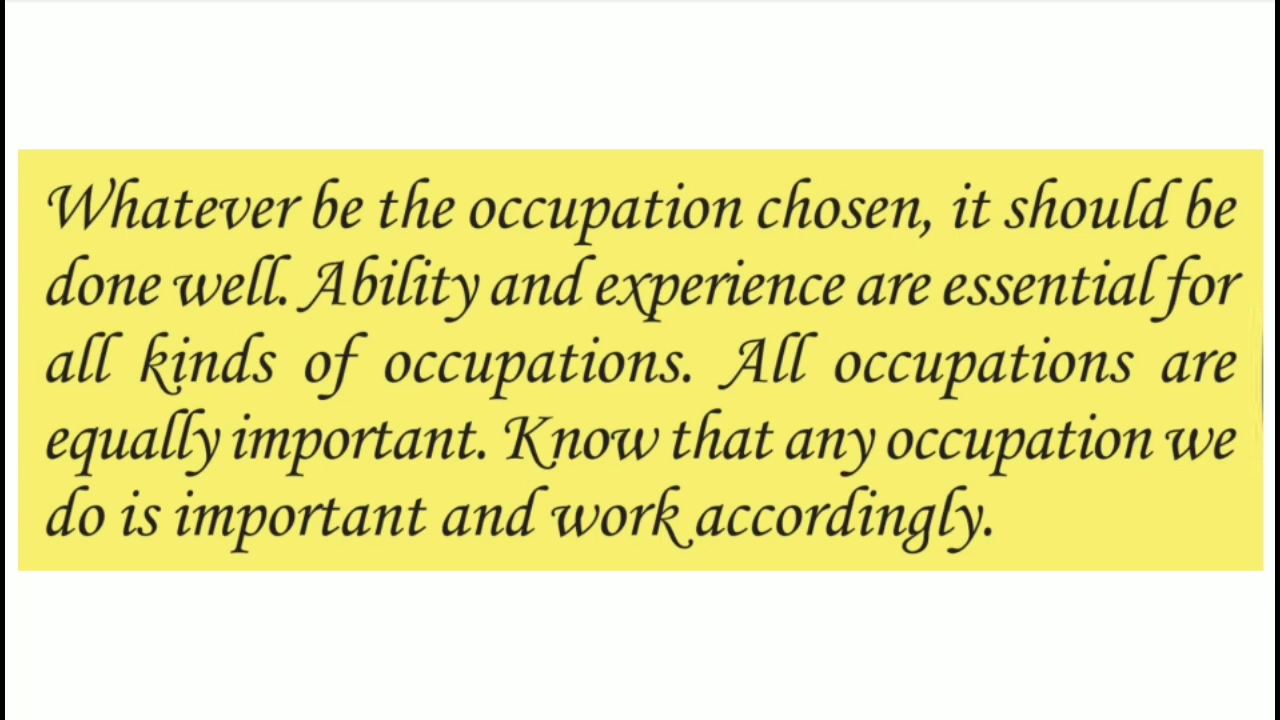 Whatever be the occupation chosen, it should be
done well. Ability and experience are essential for
all kinds of occupations. All occupations are
equally important. Know that any occupation we
do is important and work accordingly.